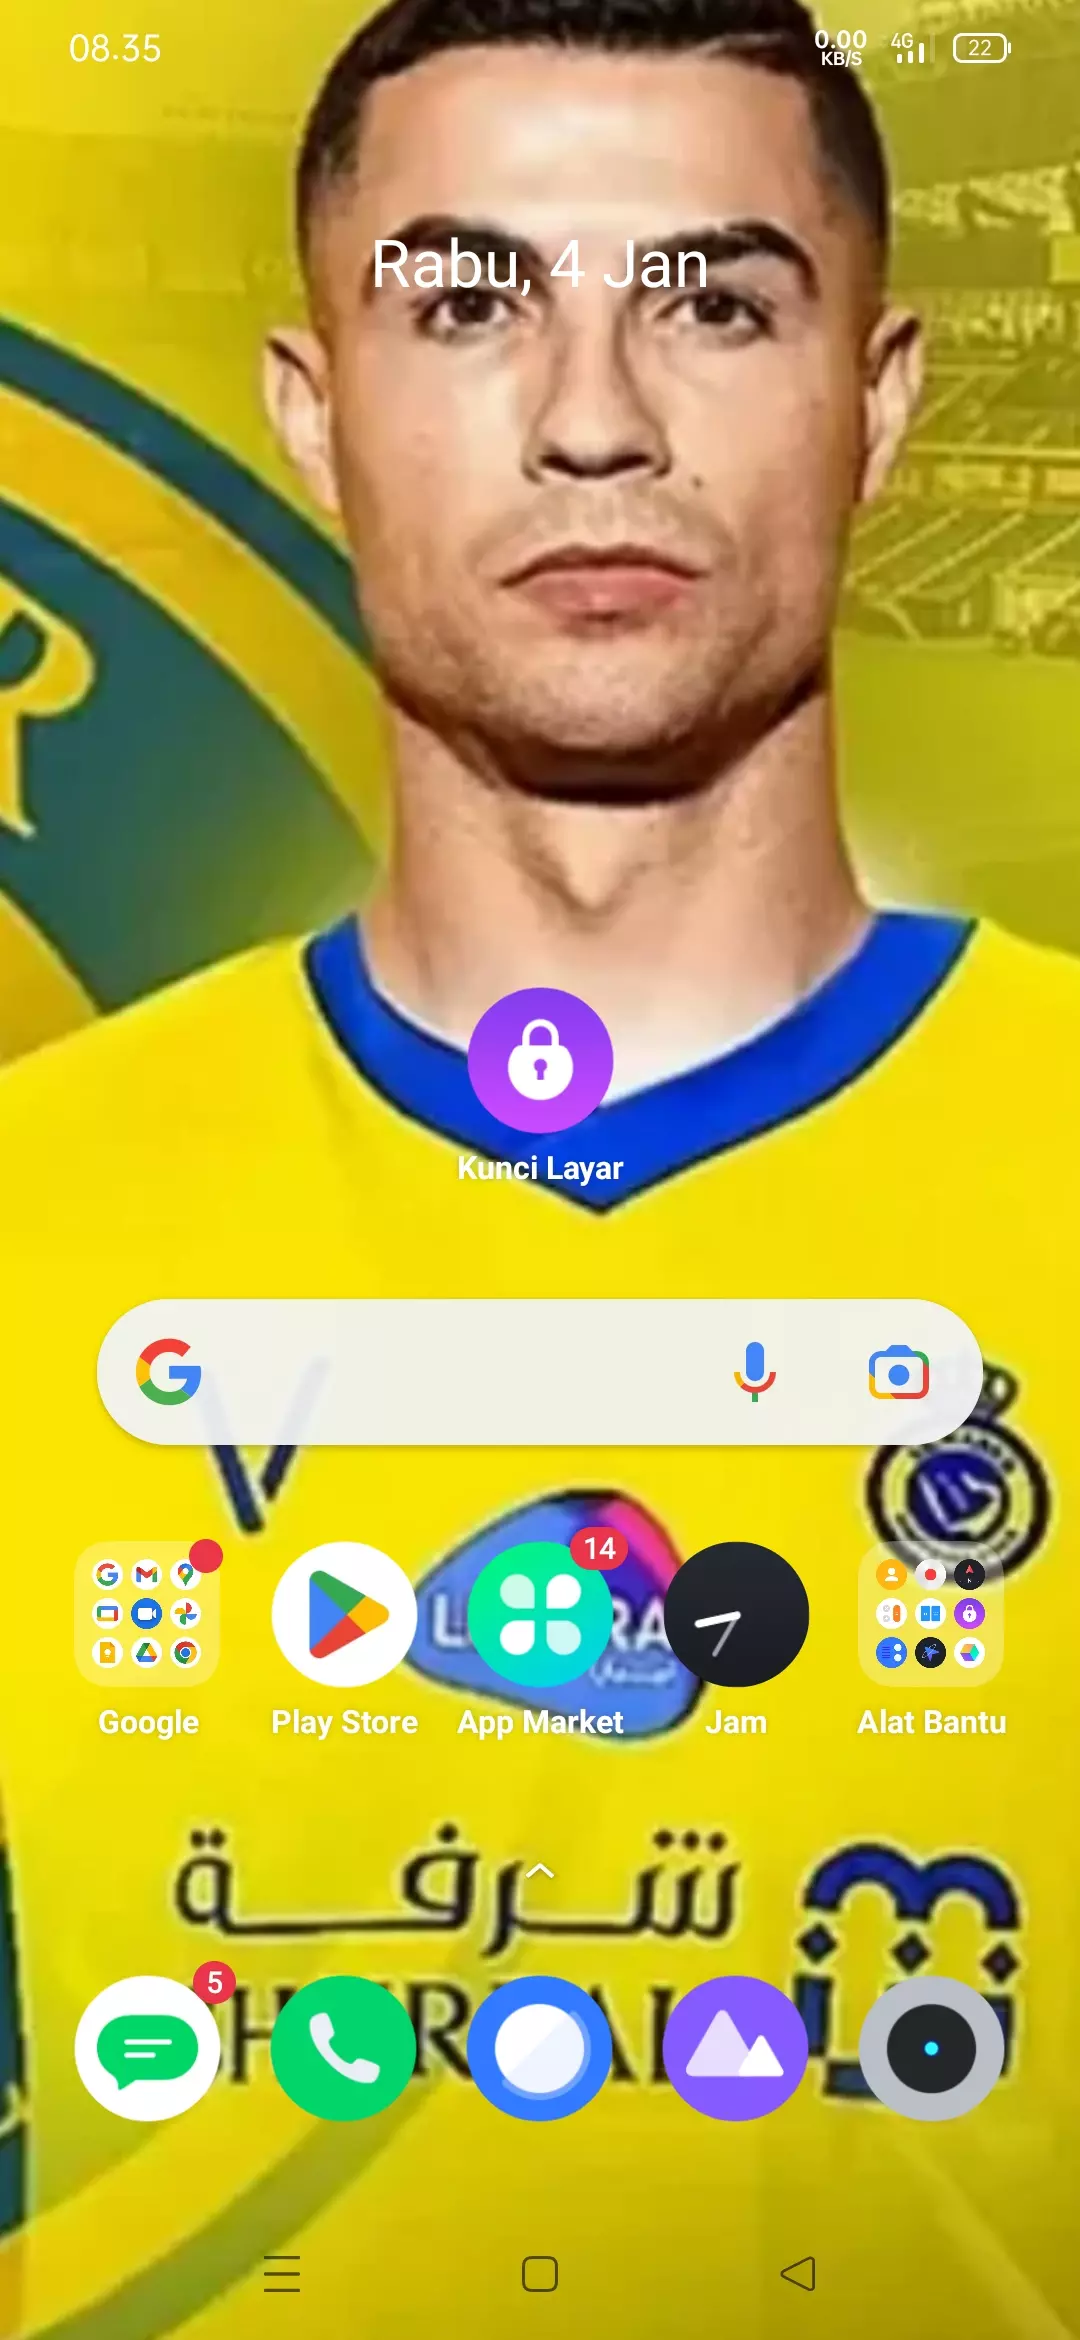 08.35
0.00
KB/S
4G
22
Rabu, 4 Jan
Kunci Layar
14
Google
Play Store
App Market
Jam
Alat Bantu
شرفة
5